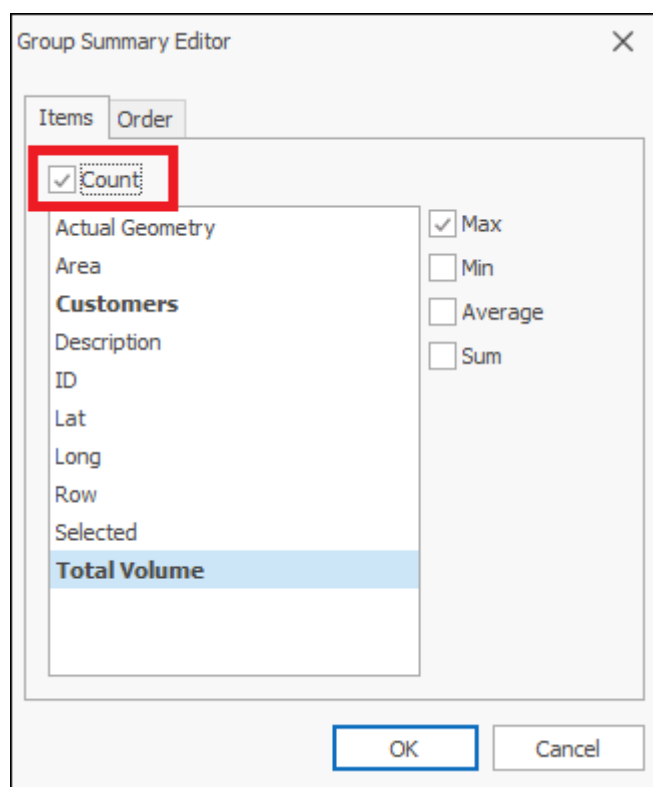 Group Summary Editor
Items Order
Count
Actual Geometry
Area
Customers
Description
ID
Lat
Long
Row
Selected
Total Volume
Max
Min
Average
Sum
OK Cancel